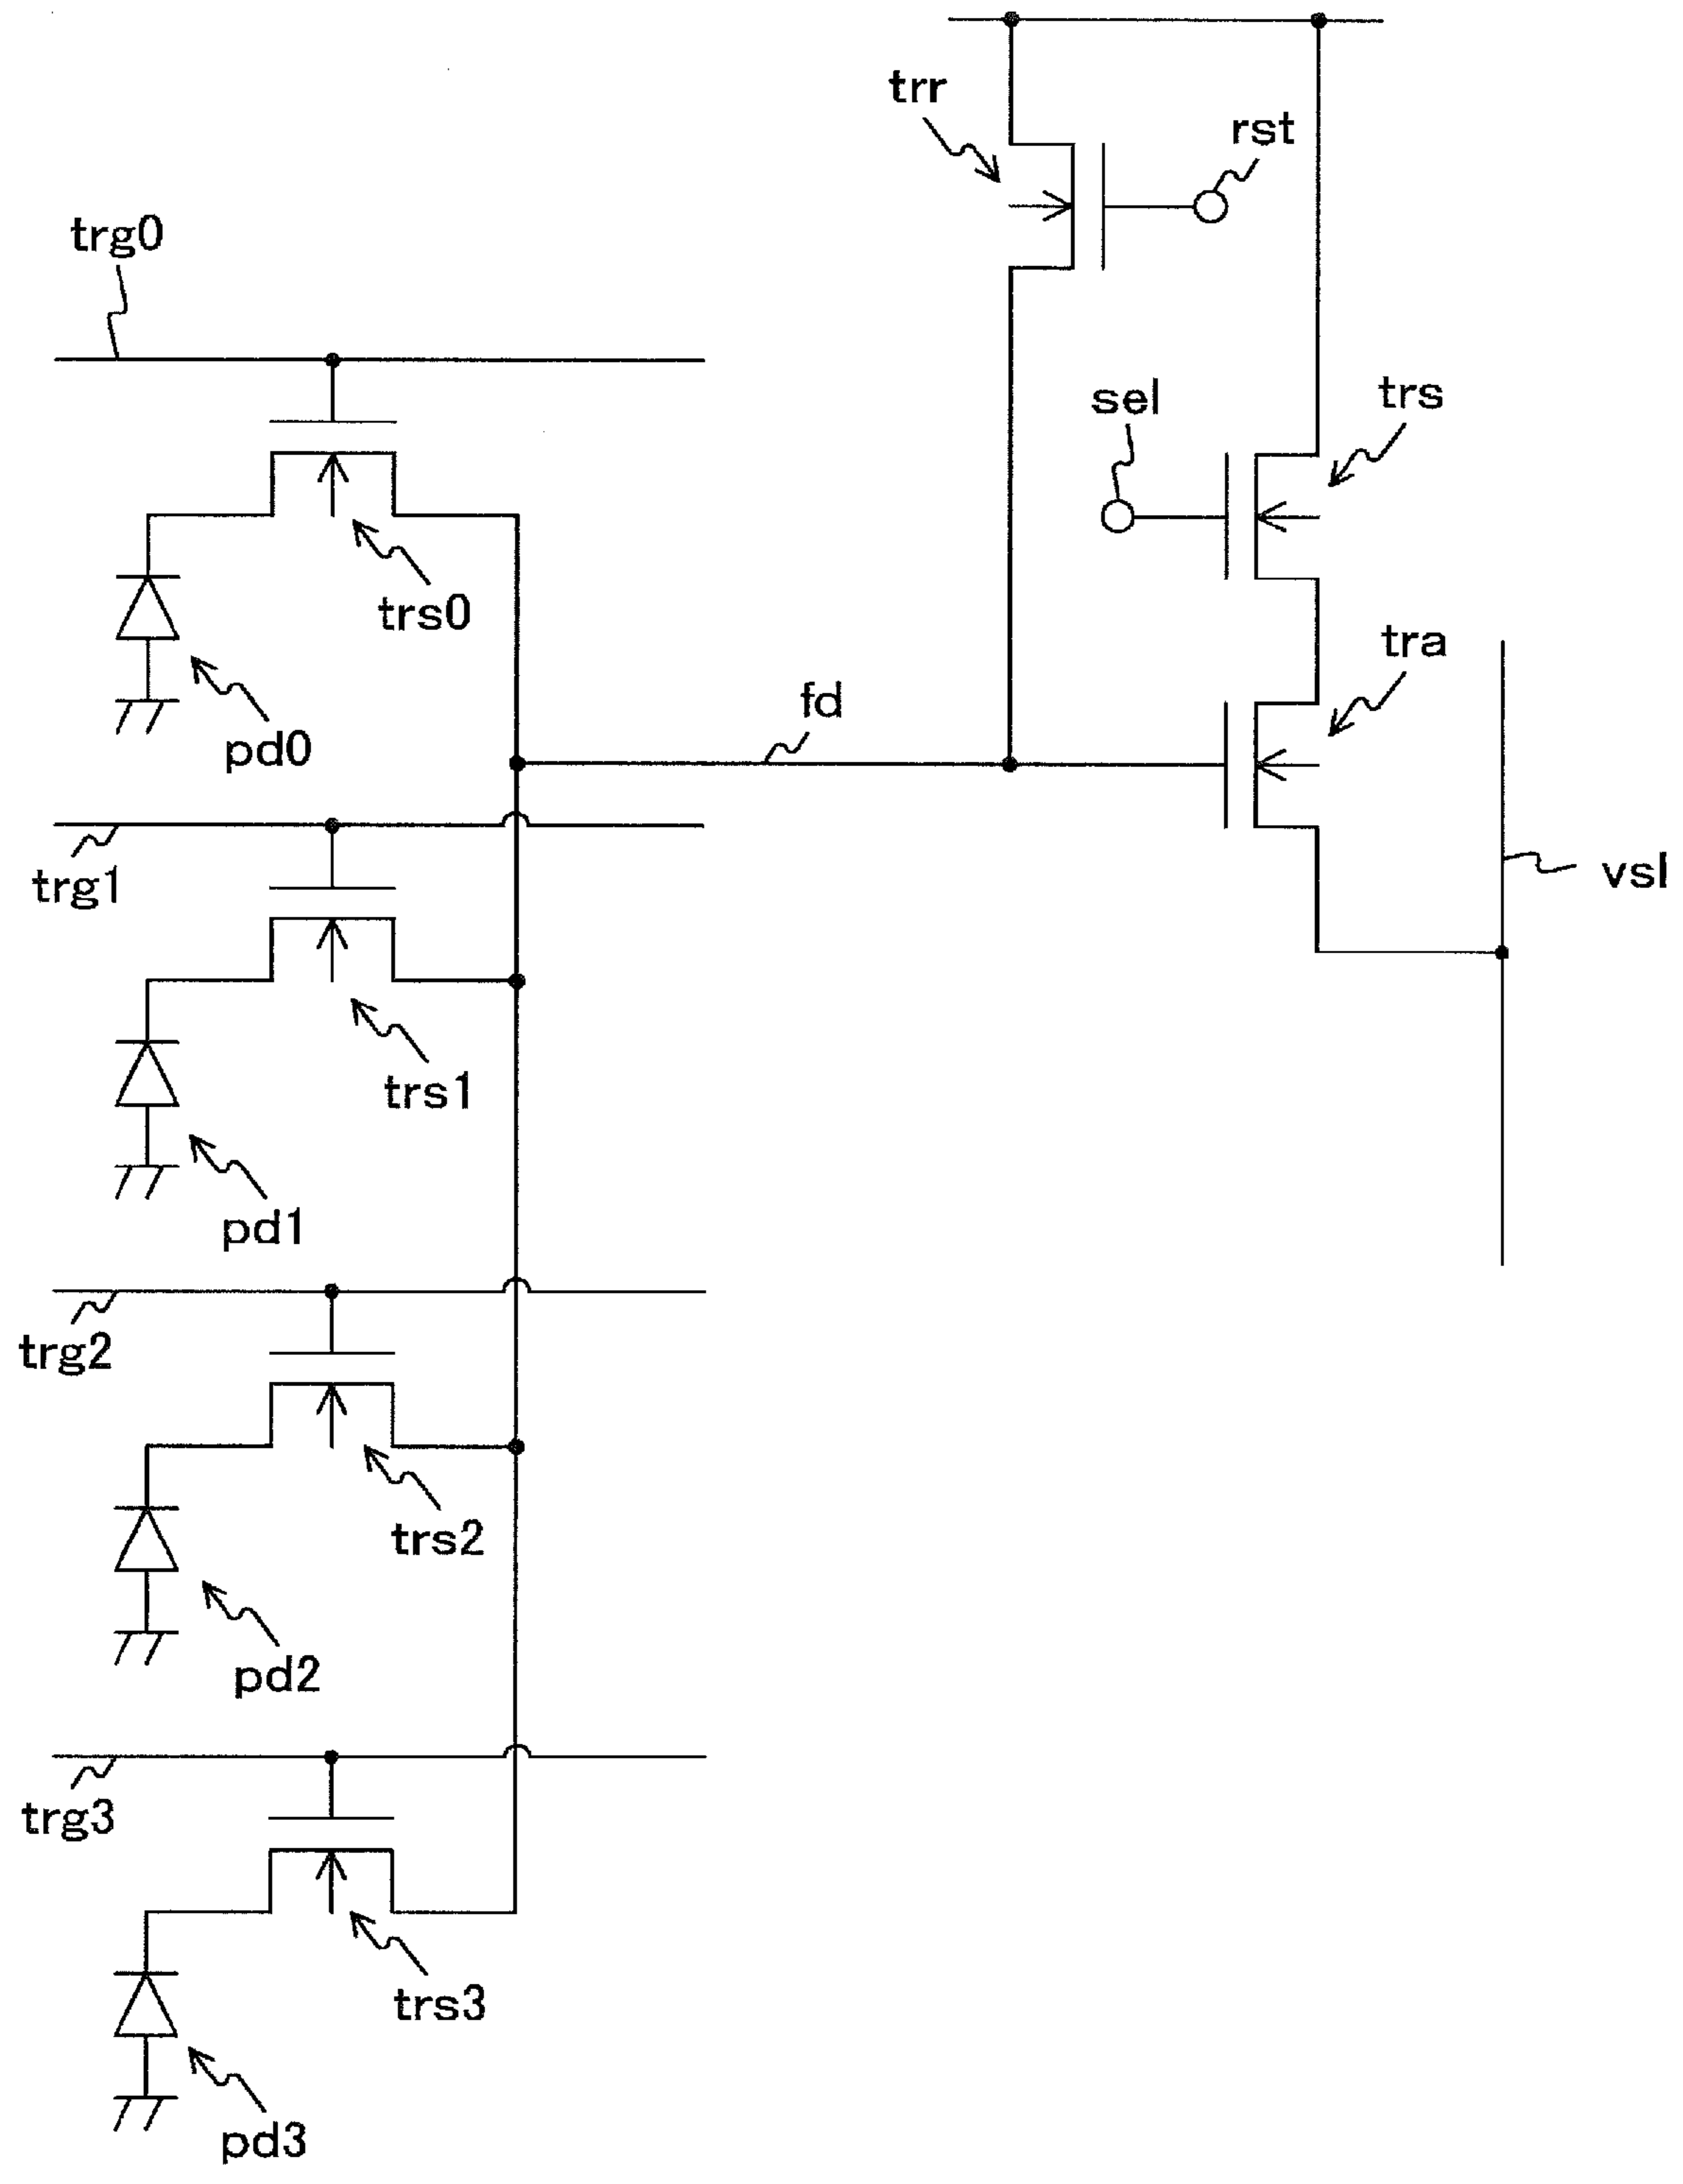 trr
rst
trg0
sel
trs
trs0
tra
fd
pd0
trg1
vsl
trs1
pd1
trg2
trs2
pd2
trg3
trs3
pd3